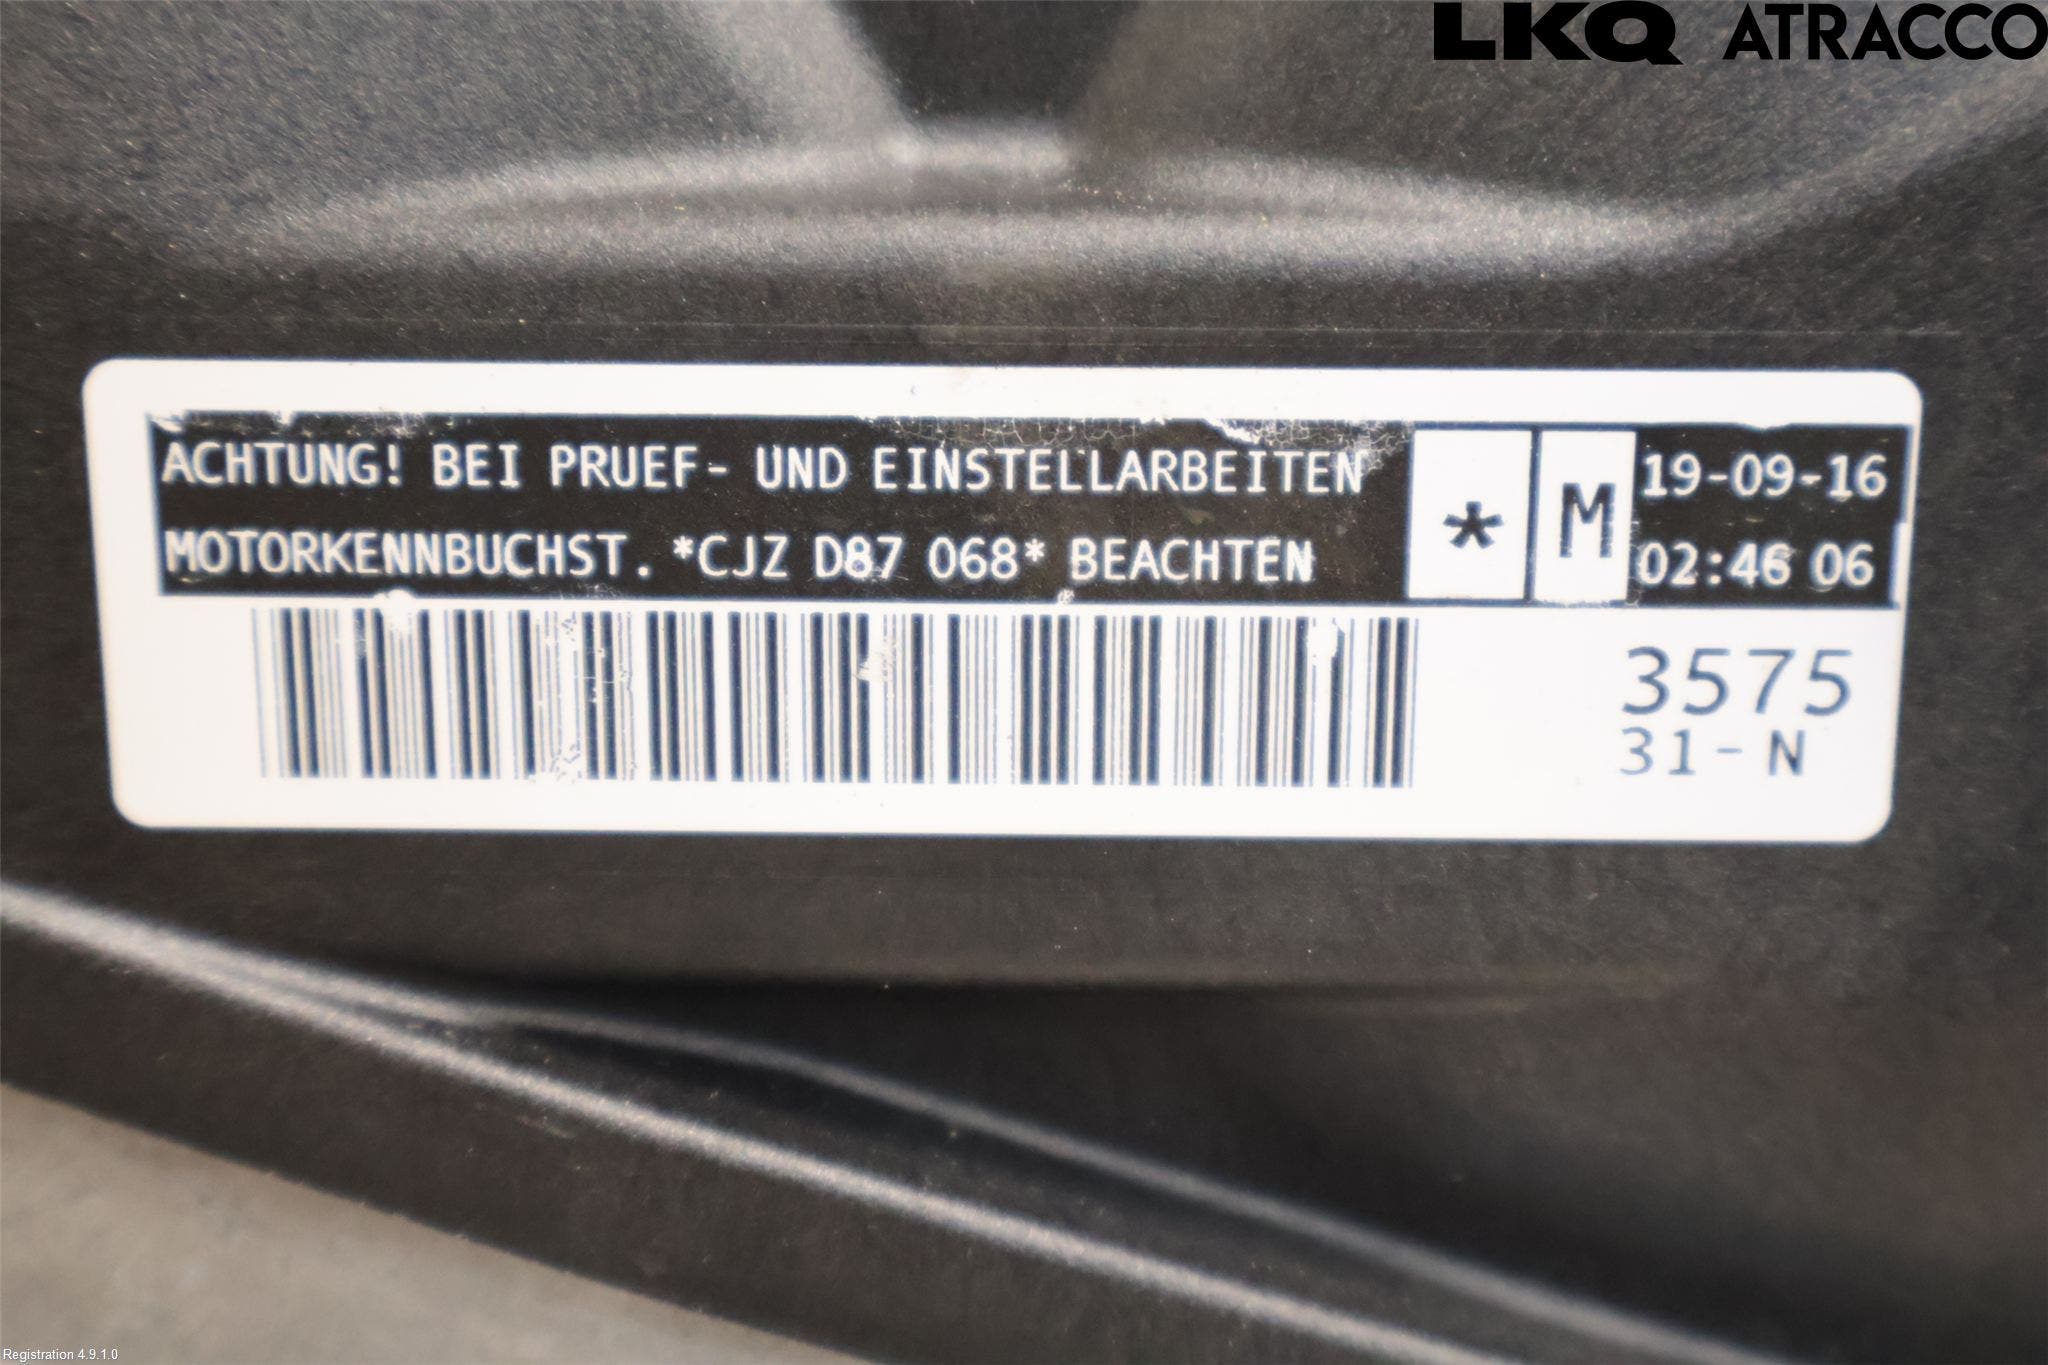 LKQ ATRACCO
ACHTUNG! BEI PRUEF- UND EINSTELLARBEITEN
MOTORKENNBUCHST. *CJZ D87 068* BEACHTEN
* M
19-09-16
02:46 06
3575
31-N
Registration 4.9.1.0